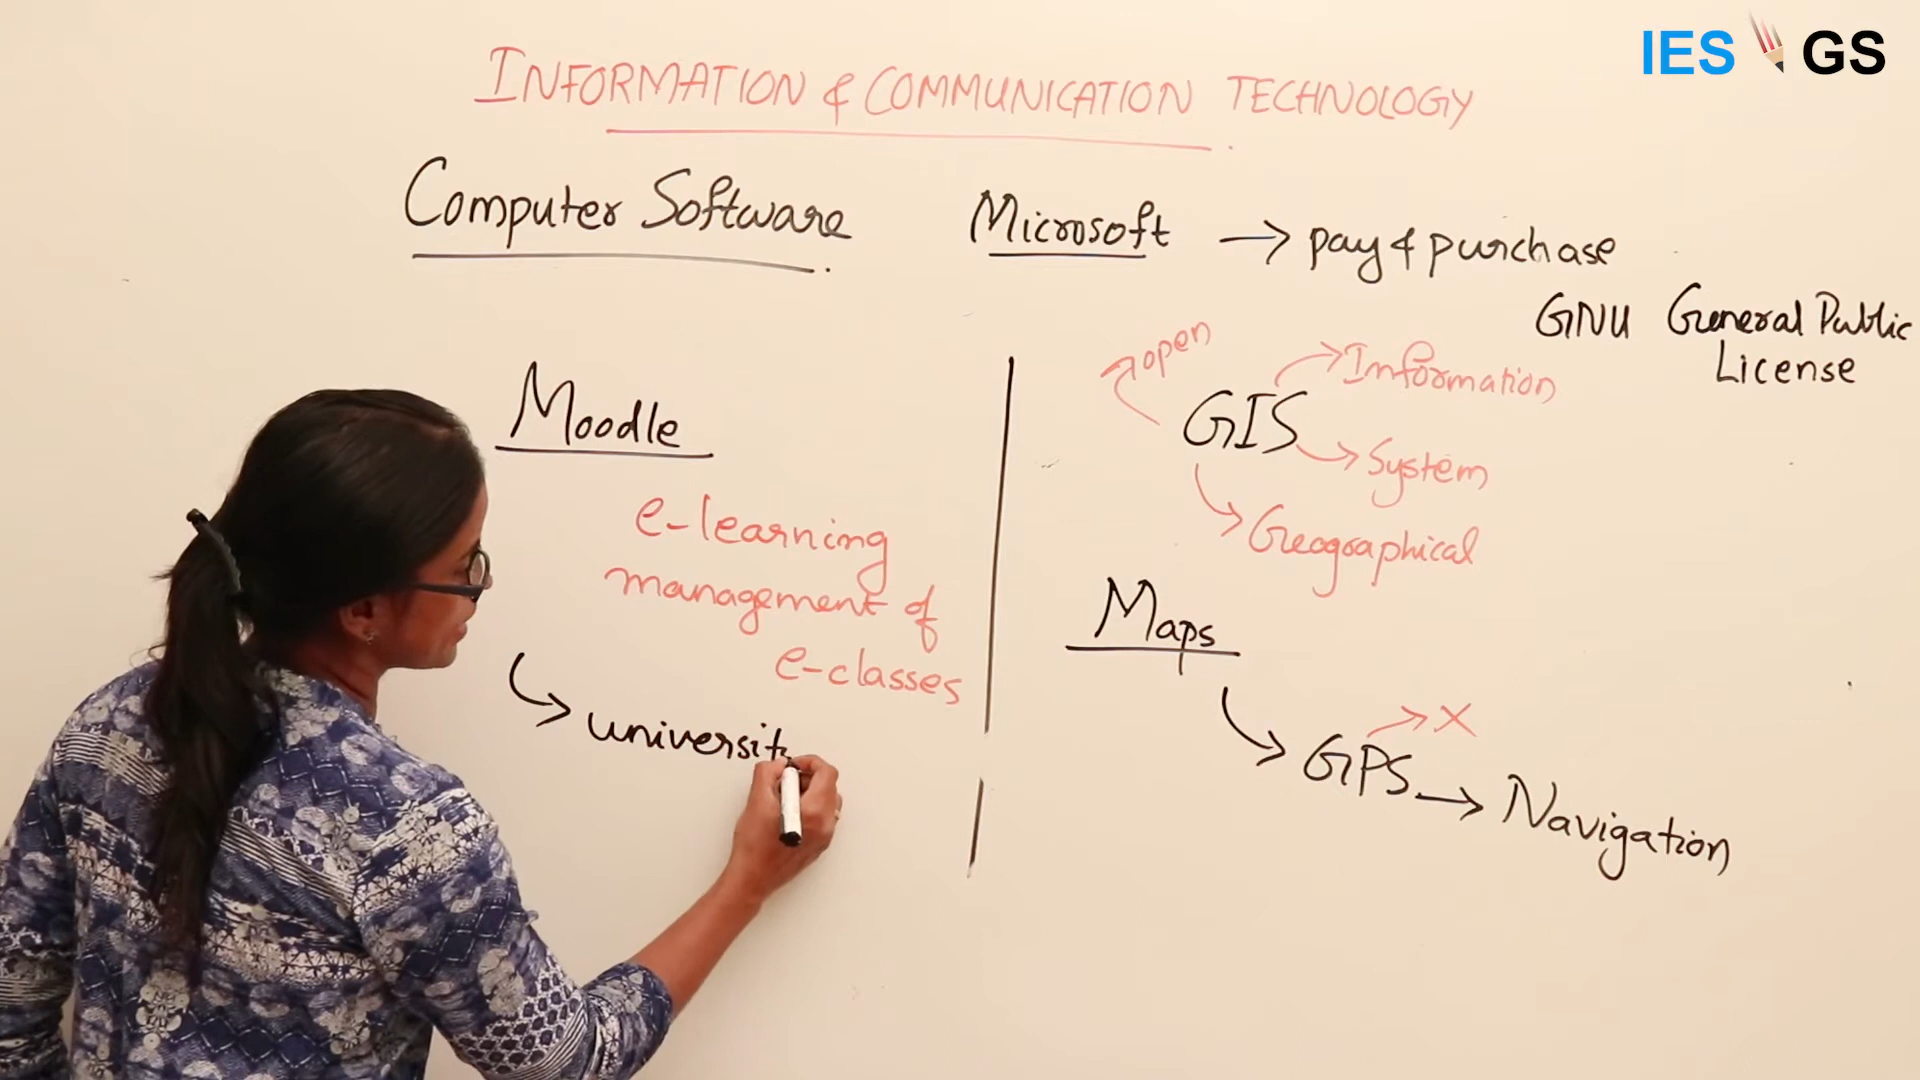 IES GS
INFORMATION & COMMUNICATION TECHNOLOGY
Computer Software
Microsoft → pay & purchase
GNU General Public
License
Moodle
e-learning
management of
e-classes
universit
open
GIS
Information
System
Geographical
Maps
GPS → X
→ Navigation